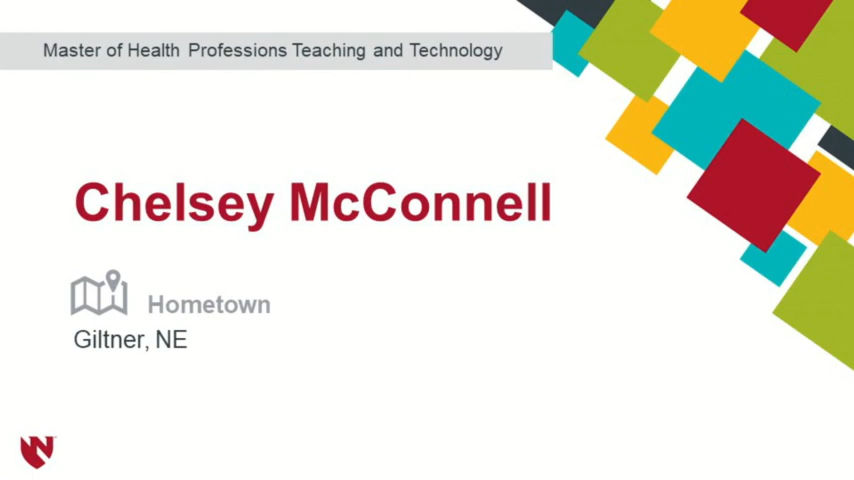 Master of Health Professions Teaching and Technology
Chelsey McConnell
Hometown
Giltner, NE